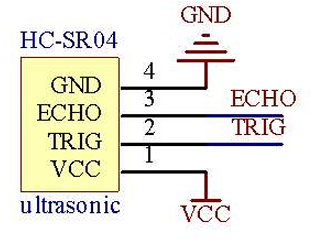 GND
HC-SR04
GND 4
ECHO 3 ECHO
TRIG 2 TRIG
VCC 1
ultrasonic
VCC